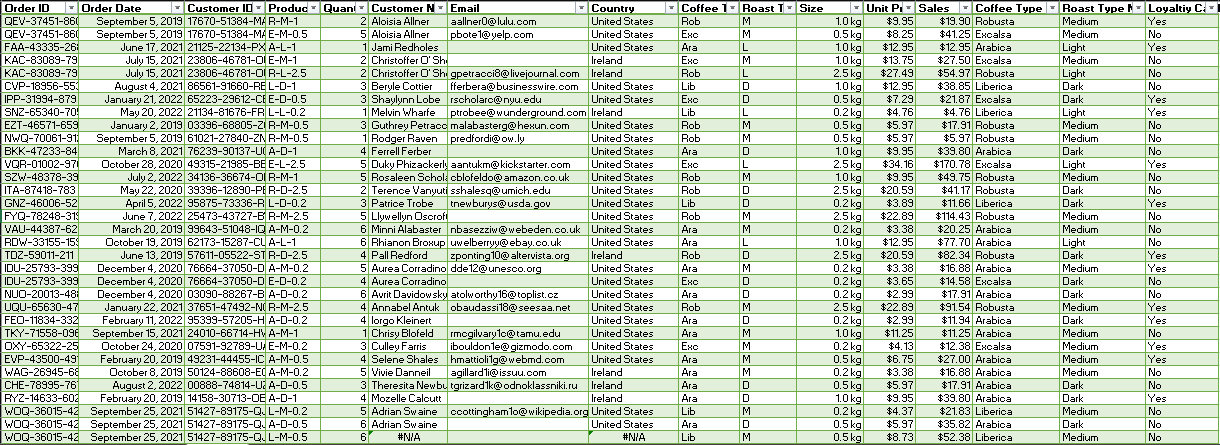 Order ID Order Date Customer ID Produc Quan Customer N Email Country Coffee T Roast T Size Unit P Sales Coffee Type Roast Type N Loyaltiy Ca
QEV-37451-860 September 5, 2019 17670-51384-MA R-M-1 2 Aloisia Allner aallner0@lulu.com United States Rob M 1.0 kg $9.95 $19.90 Robusta Medium Yes
QEV-37451-860 September 5, 2019 17670-51384-MA E-M-0.5 5 Aloisia Allner pbote1@yelp.com United States Exc M 0.5 kg $8.25 $41.25 Excalsa Medium Yes
FAA-43335-268 June 17, 2021 21125-22134-PX A-L-1 1 Jami Redholes United States Ara L 1.0 kg $12.95 $12.95 Arabica Light Yes
KAC-83089-79 July 15, 2021 23806-46781-OU E-M-1 2 Christoffer O' She Ireland Exc M 1.0 kg $13.75 $27.50 Excalsa Medium No
KAC-83089-79 July 15, 2021 23806-46781-OU R-L-2.5 2 Christoffer O' She gpetracci8@livejournal.com Ireland Rob L 2.5 kg $27.49 $54.97 Robusta Light No
CVP-18956-553 August 4, 2021 86561-91660-RB L-D-1 3 Beryle Cottier fferbera@businesswire.com United States Lib D 1.0 kg $12.95 $38.85 Liberica Dark No
IPP-31994-879 January 21, 2022 65223-29612-CB E-D-0.5 3 Shaylynn Lobe rscholarc@nyu.edu United States Exc D 0.5 kg $7.29 $21.87 Excalsa Dark Yes
SNZ-65340-705 May 20, 2022 21134-81676-FR L-L-0.2 1 Melvin Wharfe ptrobee@wunderground.com Ireland Lib L 0.2 kg $4.76 $4.76 Liberica Light Yes
EZT-46571-659 January 2, 2019 03396-68805-ZC R-M-0.5 3 Guthrey Petracc malabasterg@hexun.com United States Rob M 0.5 kg $5.97 $17.91 Robusta Medium No
NWQ-70061-912 September 5, 2019 61021-27840-ZN R-M-0.5 1 Rodger Raven predfordi@ow.ly United States Rob M 0.5 kg $5.97 $5.97 Robusta Medium No
BKK-47233-84 March 8, 2021 76239-90137-UQ A-D-1 4 Ferrell Ferber United States Ara D 1.0 kg $9.95 $39.80 Arabica Dark No
VQR-01002-970 October 28, 2020 49315-21985-BB E-L-2.5 5 Duky Phizackerly aantukm@kickstarter.com United States Exc L 2.5 kg $34.16 $170.78 Excalsa Light Yes
SZW-48378-39 July 2, 2022 34136-36674-OM R-M-1 5 Rosaleen Schola cblofeldo@amazon.co.uk United States Rob M 1.0 kg $9.95 $49.75 Robusta Medium No
ITA-87418-783 May 22, 2020 39396-12890-PE R-D-2.5 2 Terence Vanyuti sshalesq@umich.edu United States Rob D 2.5 kg $20.59 $41.17 Robusta Dark No
GNZ-46006-52 April 5, 2022 95875-73336-RG L-D-0.2 3 Patrice Trobe tnewburys@usda.gov United States Lib D 0.2 kg $3.89 $11.66 Liberica Dark Yes
FYQ-78248-319 June 7, 2022 25473-43727-BY R-M-2.5 5 Llywellyn Oscroft United States Rob M 2.5 kg $22.89 $114.43 Robusta Medium No
VAU-44387-62 March 20, 2019 99643-51048-IQ A-M-0.2 6 Minni Alabaster nbasezziw@webeden.co.uk United States Ara M 0.2 kg $3.38 $20.25 Arabica Medium No
RDW-33155-159 October 19, 2019 62173-15287-CU A-L-1 6 Rhianon Broxup uwelberryy@ebay.co.uk United States Ara L 1.0 kg $12.95 $77.70 Arabica Light No
TDZ-59011-211 June 13, 2019 57611-05522-ST R-D-2.5 4 Pall Redford zponting10@altervista.org Ireland Rob D 2.5 kg $20.59 $82.34 Robusta Dark Yes
IDU-25793-399 December 4, 2020 76664-37050-DT A-M-0.2 5 Aurea Corradino dde12@unesco.org United States Ara M 0.2 kg $3.38 $16.88 Arabica Medium Yes
IDU-25793-399 December 4, 2020 76664-37050-DT E-D-0.2 4 Aurea Corradino United States Exc D 0.2 kg $3.65 $14.58 Excalsa Dark No
NUO-20013-488 December 4, 2020 03090-88267-BQ A-D-0.2 6 Avrit Davidowsky atolworthy16@toplist.cz United States Ara D 0.2 kg $2.99 $17.91 Arabica Dark No
UQU-65630-47 January 22, 2021 37651-47492-NC R-M-2.5 4 Annabel Antuk obaudassi18@seesaa.net United States Rob M 2.5 kg $22.89 $91.54 Robusta Medium No
FEO-11834-332 February 11, 2022 95399-57205-HI A-D-0.2 4 Iorgo Kleinert United States Ara D 0.2 kg $2.99 $11.94 Arabica Dark Yes
TKY-71558-096 September 15, 2021 24010-66714-HW A-M-1 1 Chrisy Blofeld rmcgilvary1c@tamu.edu United States Ara M 1.0 kg $11.25 $11.25 Arabica Medium No
OXY-65322-25 October 24, 2020 07591-92789-UA E-M-0.2 3 Culley Farris ibouldon1e@gizmodo.com United States Exc M 0.2 kg $4.13 $12.38 Excalsa Medium Yes
EVP-43500-491 February 20, 2019 49231-44455-IC A-M-0.5 4 Selene Shales hmattioli1g@webmd.com United States Ara M 0.5 kg $6.75 $27.00 Arabica Medium Yes
WAG-26945-68 October 8, 2019 50124-88608-EO A-M-0.2 5 Vivie Danneil agillard1i@issuu.com Ireland Ara M 0.2 kg $3.38 $16.88 Arabica Medium No
CHE-78995-767 August 2, 2022 00888-74814-UZ A-D-0.5 3 Theresita Newbu tgrizard1k@odnoklassniki.ru Ireland Ara D 0.5 kg $5.97 $17.91 Arabica Dark No
RYZ-14633-602 February 20, 2019 14158-30713-OB A-D-1 4 Mozelle Calcutt Ireland Ara D 1.0 kg $9.95 $39.80 Arabica Dark Yes
WOQ-36015-42 September 25, 2021 51427-89175-QJ L-M-0.2 5 Adrian Swaine ccottingham1o@wikipedia.org United States Lib M 0.2 kg $4.37 $21.83 Liberica Medium No
WOQ-36015-42 September 25, 2021 51427-89175-QJ A-D-0.5 6 Adrian Swaine United States Ara D 0.5 kg $5.97 $35.82 Arabica Dark No
WOQ-36015-42 September 25, 2021 51427-89175-QJ L-M-0.5 6 #N/A #N/A Lib M 0.5 kg $8.73 $52.38 Liberica Medium No